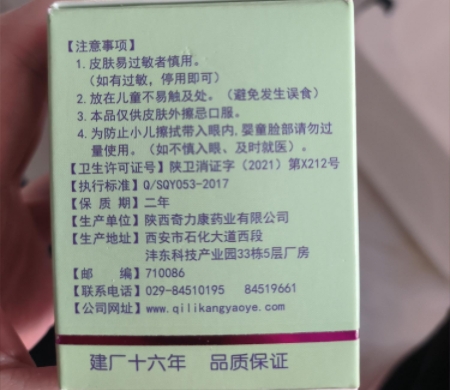 【注意事项】
1. 皮肤易过敏者慎用。
（如有过敏，停用即可）
2. 放在儿童不易触及处。（避免发生误食）
3. 本品仅供皮肤外擦忌口服。
4. 为防止小儿擦拭带入眼内，婴童脸部请勿过
量使用。（如不慎入眼、及时就医）。
【卫生许可证号】陕卫消证字（2021）第X212号
【执行标准】Q/SQY053-2017
【保 质 期】二年
【生产单位】陕西奇力康药业有限公司
【生产地址】西安市石化大道西段
沣东科技产业园33栋5层厂房
【邮 编】710086
【联系电话】029-84510195 84519661
【公司网址】www.qilikangyaoye.com
建厂十六年 品质保证